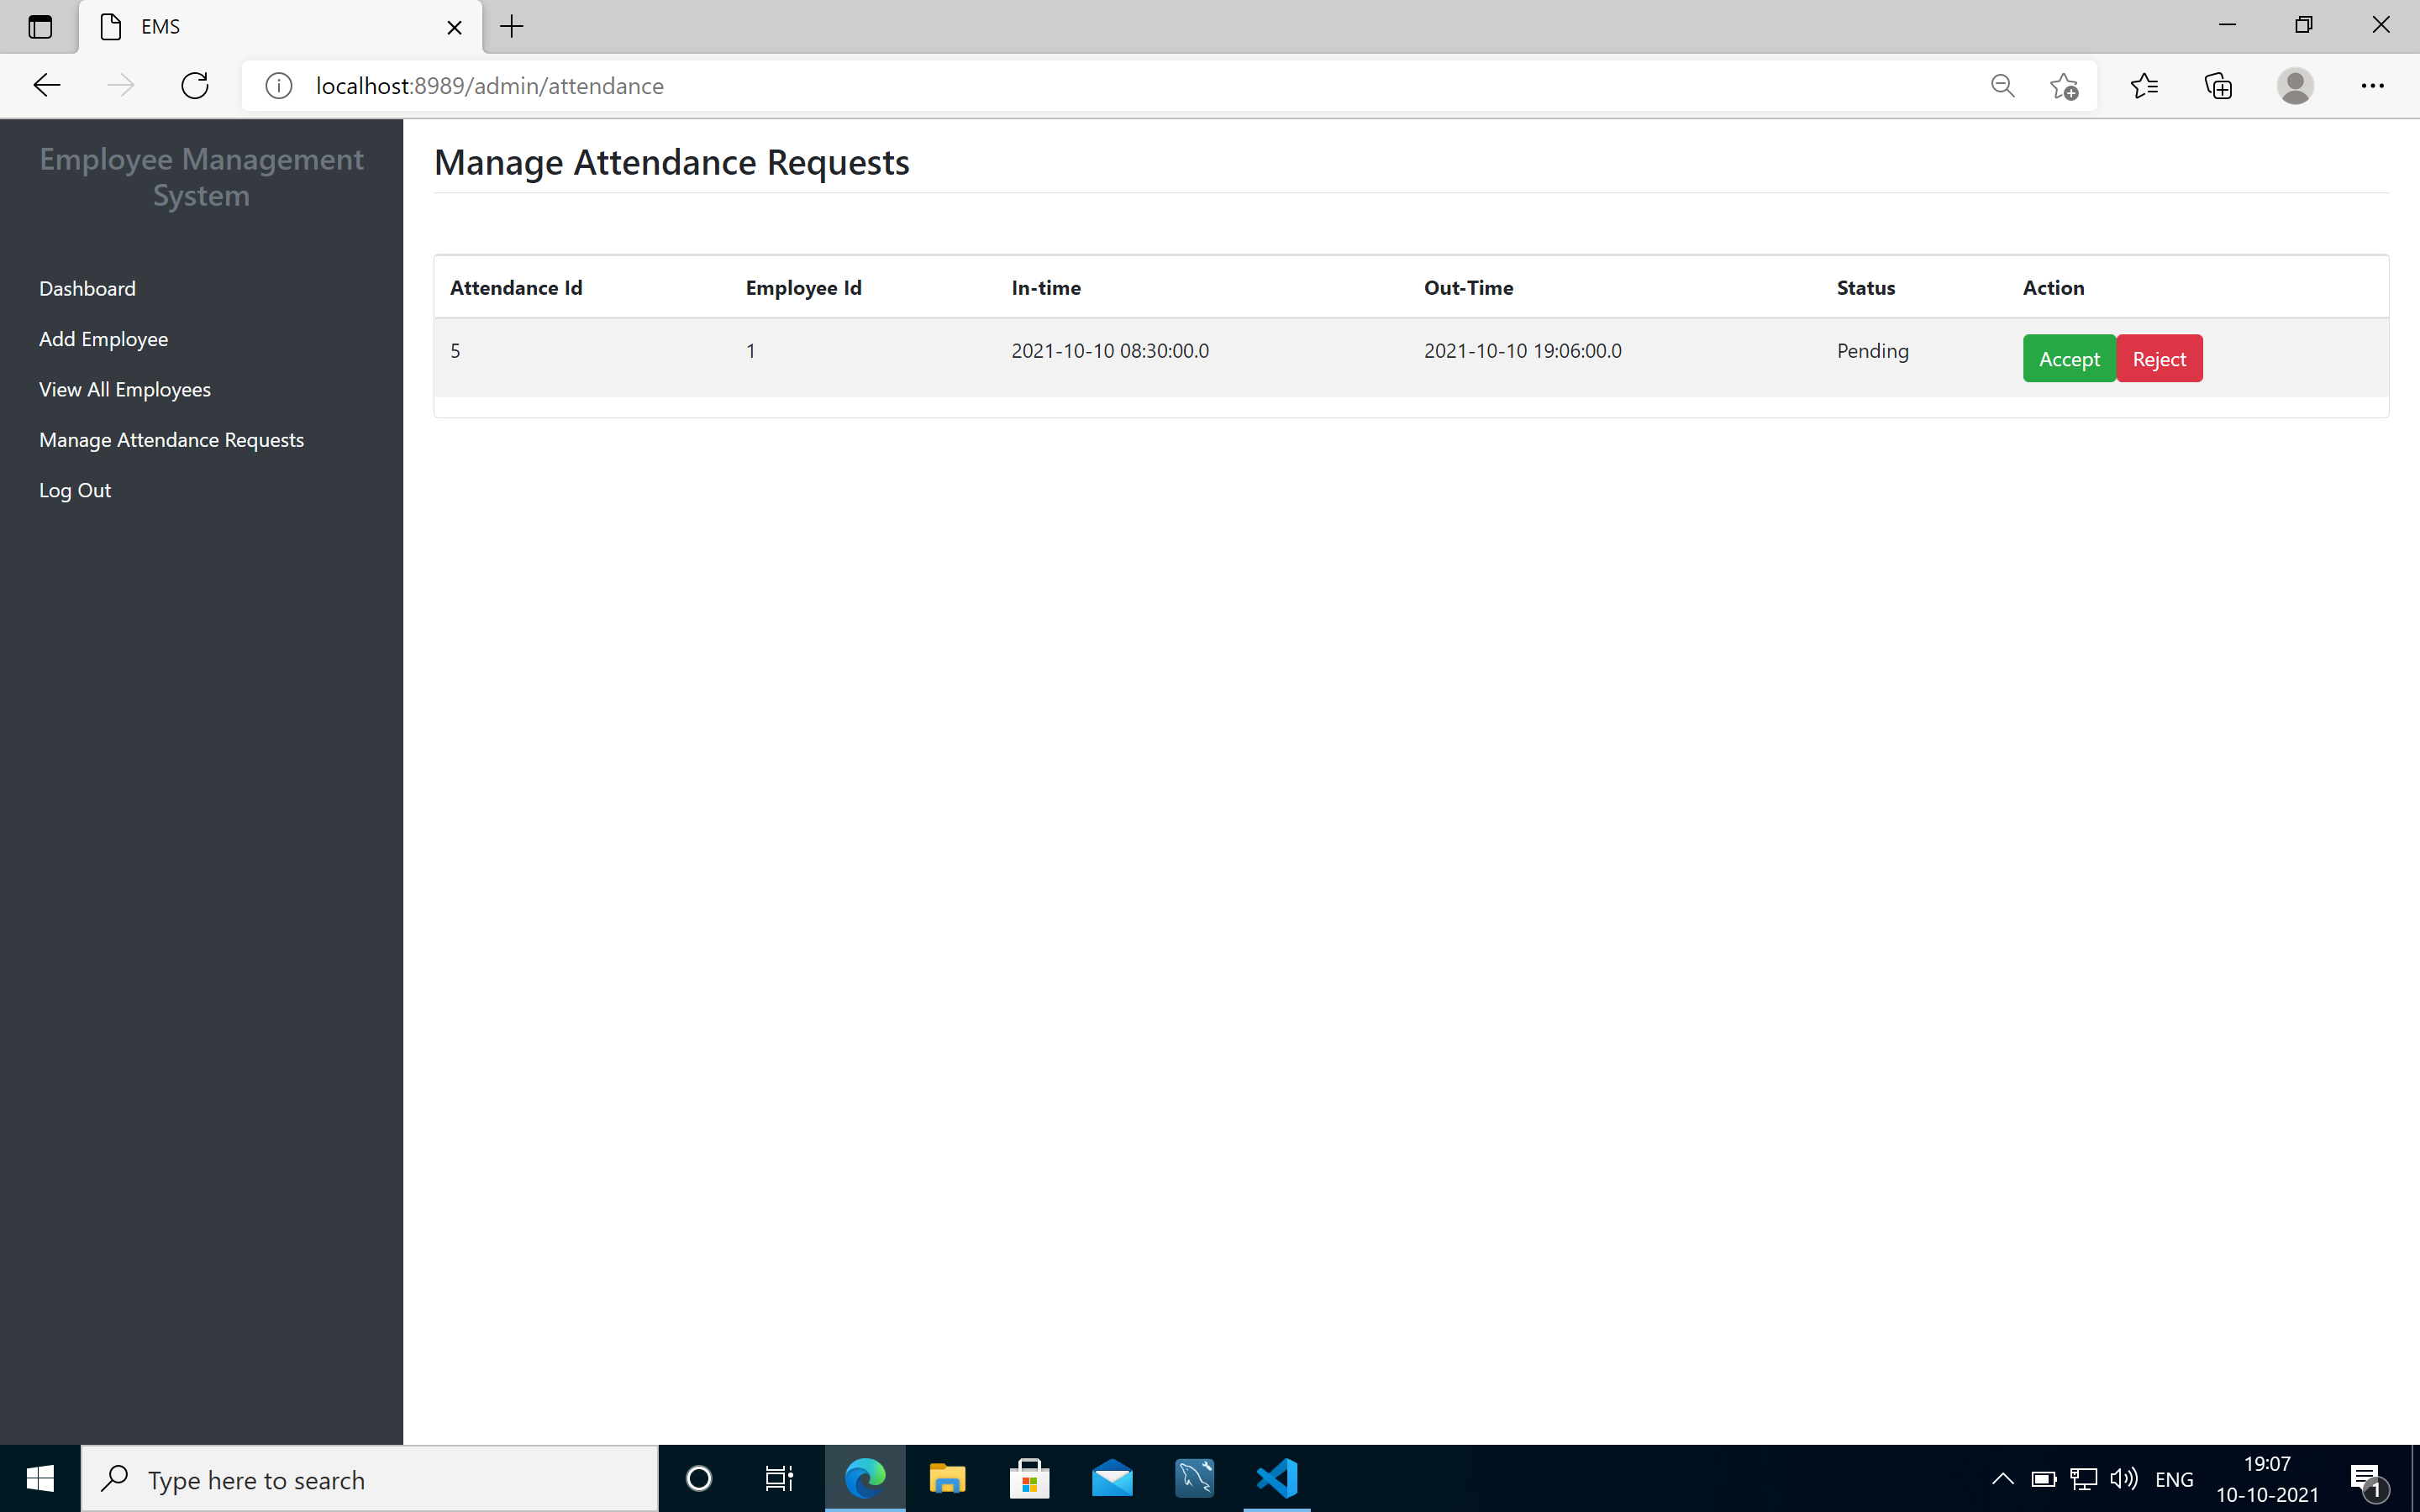 EMS
localhost:8989/admin/attendance
Employee Management
System
Dashboard
Add Employee
View All Employees
Manage Attendance Requests
Log Out
Manage Attendance Requests
Attendance Id Employee Id In-time Out-Time Status Action
5 1 2021-10-10 08:30:00.0 2021-10-10 19:06:00.0 Pending Accept Reject
Type here to search
ENG
19:07
10-10-2021
1